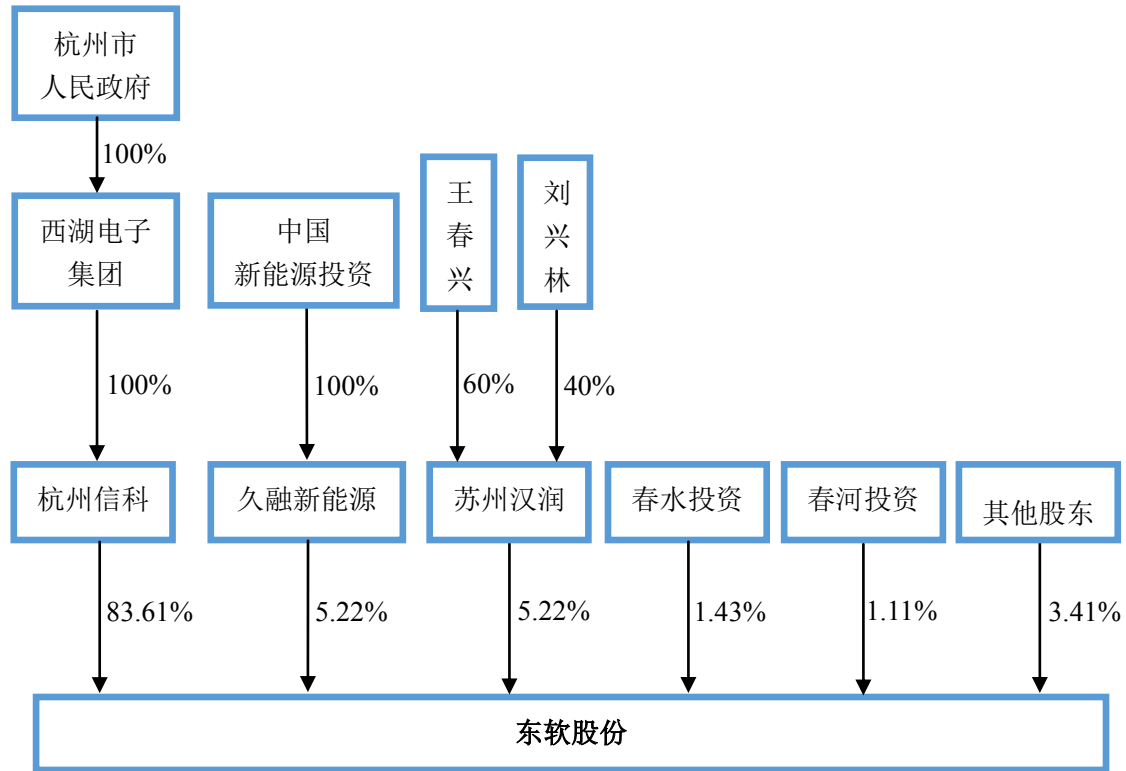 杭州市
人民政府
100%
西湖电子
集团
中国
新能源投资
王
春
兴
刘
兴
林
100%
100%
60%
40%
杭州信科
久融新能源
苏州汉润
春水投资
春河投资
其他股东
83.61%
5.22%
5.22%
1.43%
1.11%
3.41%
东软股份